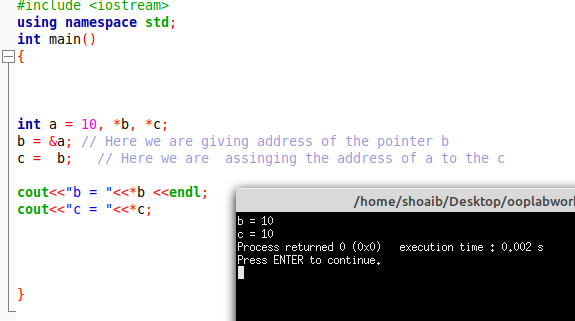 #include <iostream>
using namespace std;
int main()
{
int a = 10, *b, *c;
b = &a; // Here we are giving address of the pointer b
c =  b;   // Here we are  assinging the address of a to the c
cout<<"b = "<<*b <<endl;
cout<<"c = "<<*c;
}
/home/shoaib/Desktop/ooplabwork
b = 10
c = 10
Process returned 0 (0x0)   execution time : 0.002 s
Press ENTER to continue.